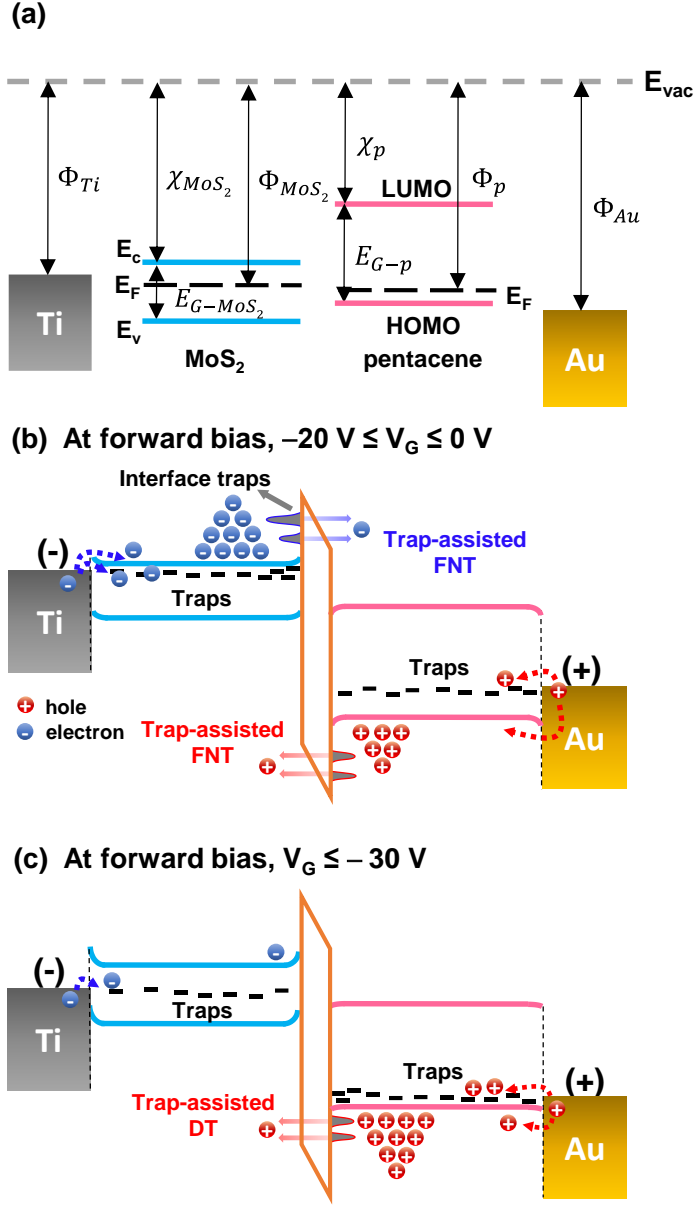 (a)
E_vac
Φ_Ti
χ_MoS₂
Φ_MoS₂
χ_p
LUMO
Φ_p
Φ_Au
E_c
E_F
E_v
E_G−MoS₂
E_G−p
E_F
Ti
MoS₂
HOMO
pentacene
Au
(b) At forward bias, −20 V ≤ V_G ≤ 0 V
Interface traps
(-)
Trap-assisted
FNT
Traps
Ti
Traps
(+)
hole
electron
Trap-assisted
FNT
Au
(c) At forward bias, V_G ≤ − 30 V
(-)
Traps
Ti
Traps
(+)
Trap-assisted
DT
Au